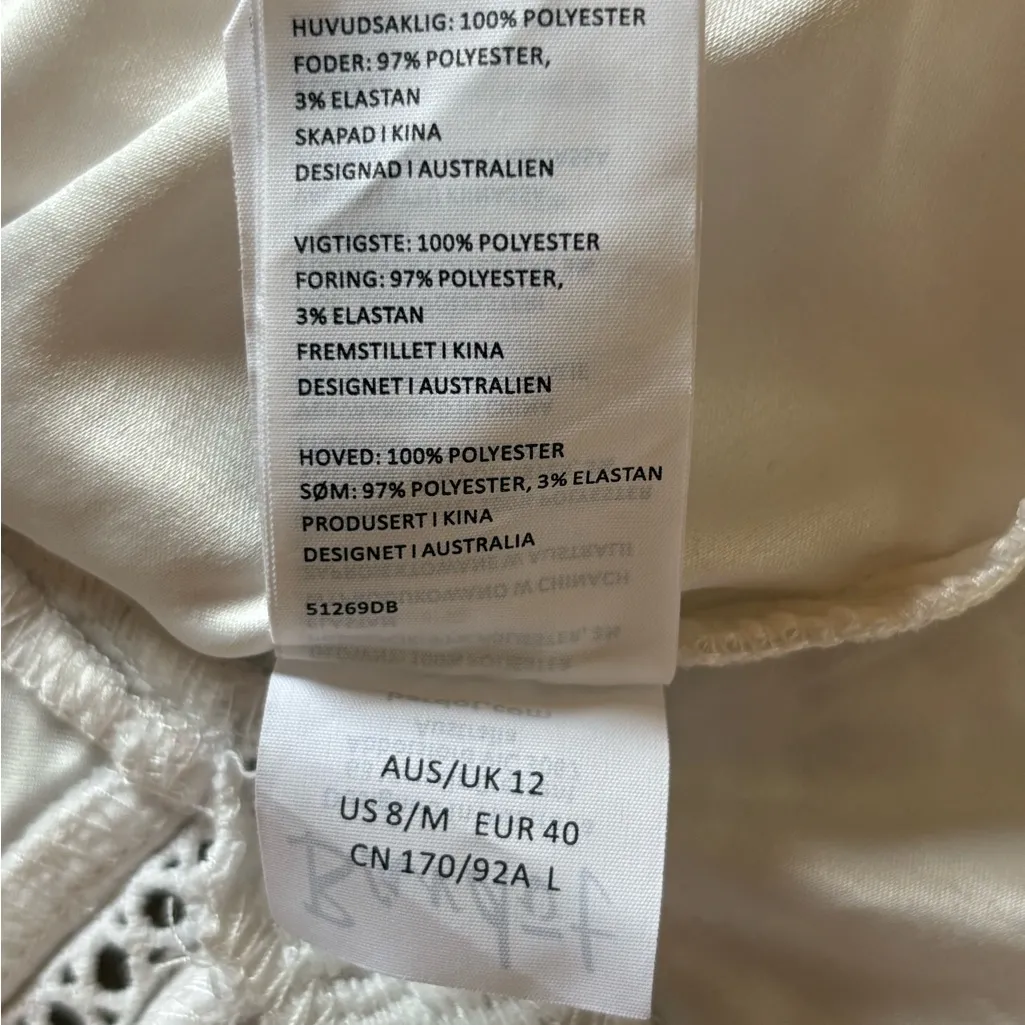 HUVUDSAKLIG: 100% POLYESTER
FODER: 97% POLYESTER,
3% ELASTAN
SKAPAD I KINA
DESIGNAD I AUSTRALIEN
VIGTIGSTE: 100% POLYESTER
FORING: 97% POLYESTER,
3% ELASTAN
FREMSTILLET I KINA
DESIGNET I AUSTRALIEN
HOVED: 100% POLYESTER
SØM: 97% POLYESTER, 3% ELASTAN
PRODUSERT I KINA
DESIGNET I AUSTRALIA
51269DB
AUS/UK 12
US 8/M EUR 40
CN 170/92A L